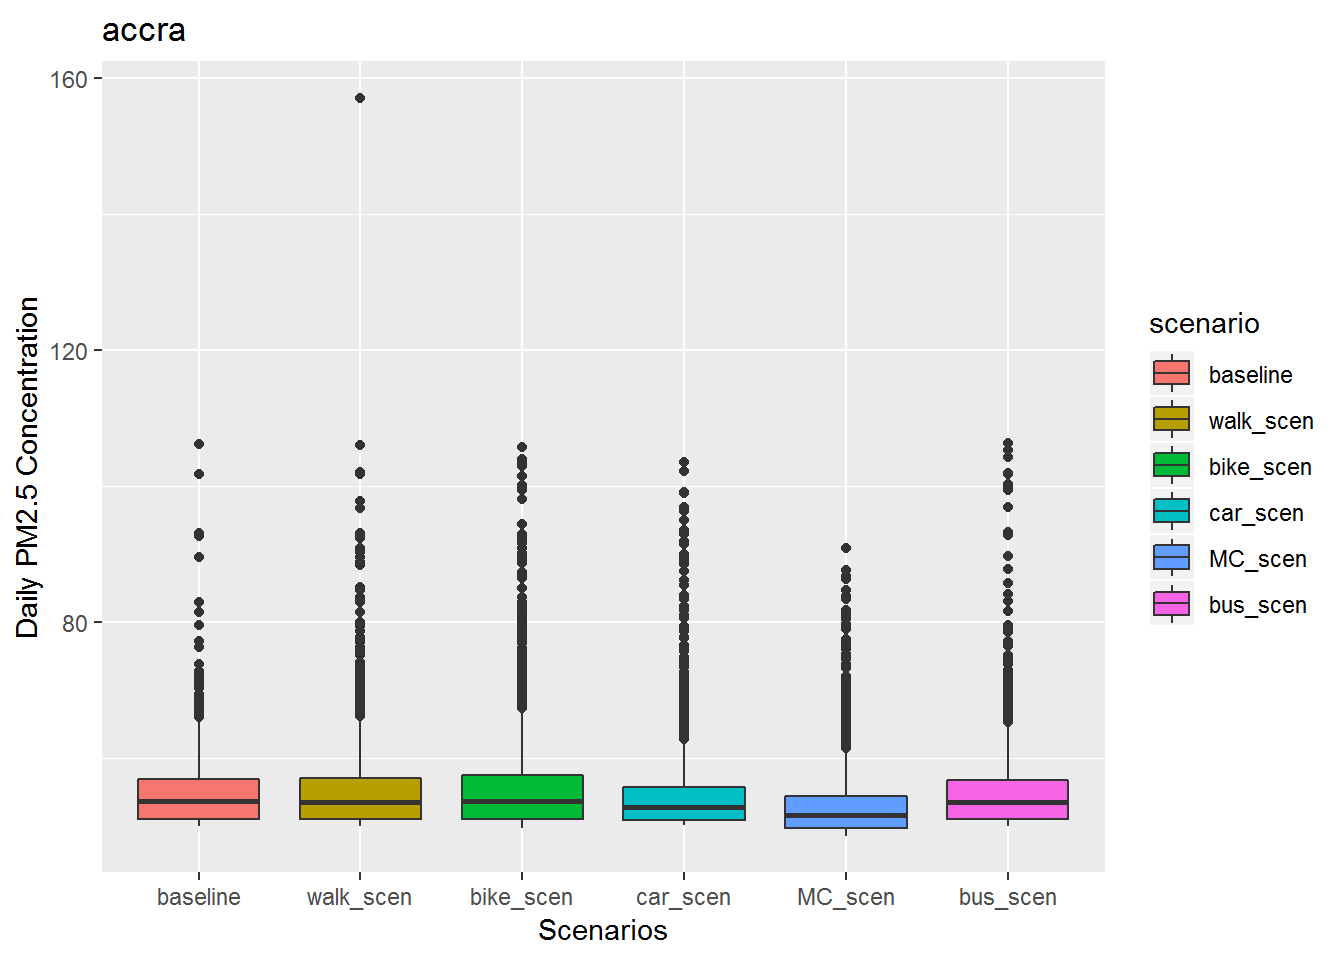 accra
160
120
80
Daily PM2.5 Concentration
baseline
walk_scen
bike_scen
car_scen
MC_scen
bus_scen
Scenarios
scenario
baseline
walk_scen
bike_scen
car_scen
MC_scen
bus_scen